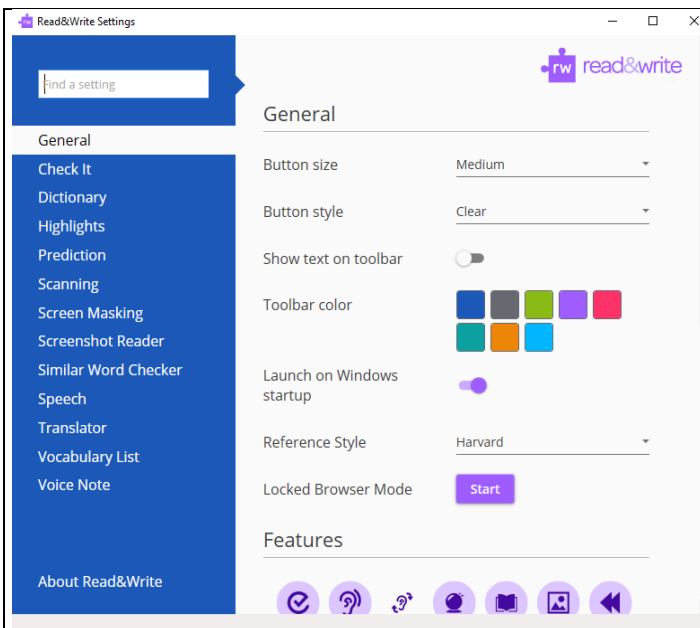 Read&Write Settings
rw read&write
Find a setting
General
Check It
Dictionary
Highlights
Prediction
Scanning
Screen Masking
Screenshot Reader
Similar Word Checker
Speech
Translator
Vocabulary List
Voice Note
About Read&Write
General
Button size Medium
Button style Clear
Show text on toolbar
Toolbar color
Launch on Windows
startup
Reference Style Harvard
Locked Browser Mode Start
Features